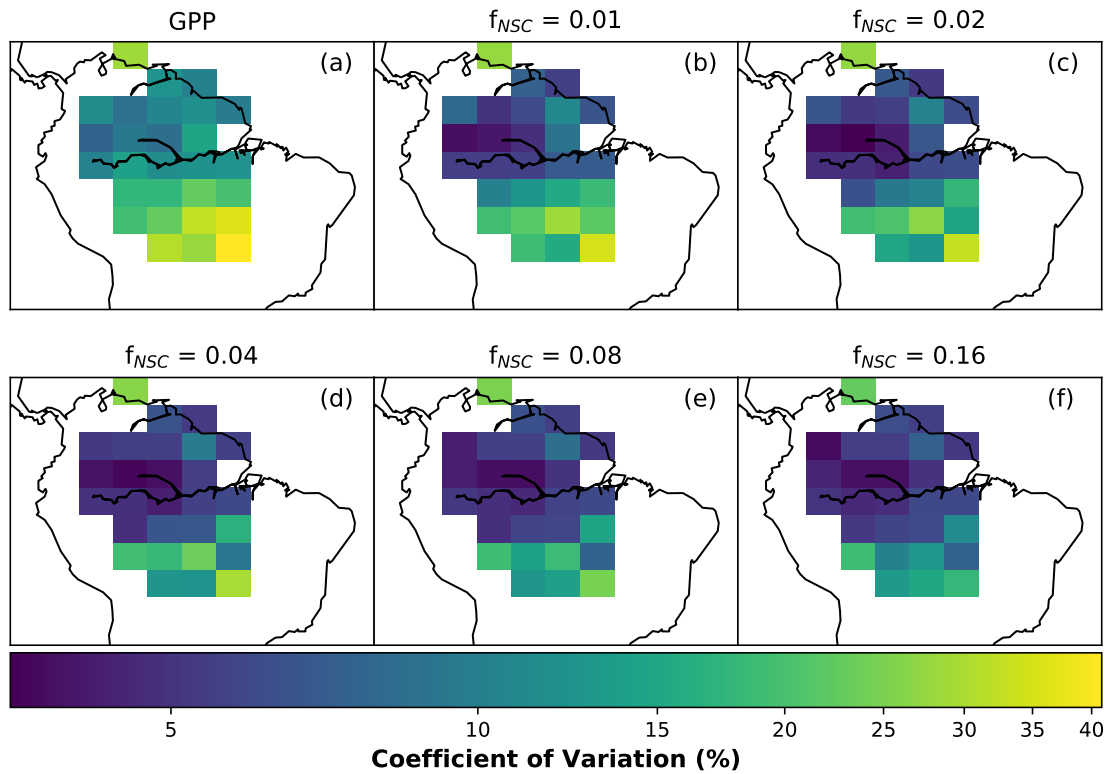 GPP
f_NSC = 0.01
f_NSC = 0.02
(a)
(b)
(c)
f_NSC = 0.04
f_NSC = 0.08
f_NSC = 0.16
(d)
(e)
(f)
5 10 15 20 25 30 35 40
Coefficient of Variation (%)